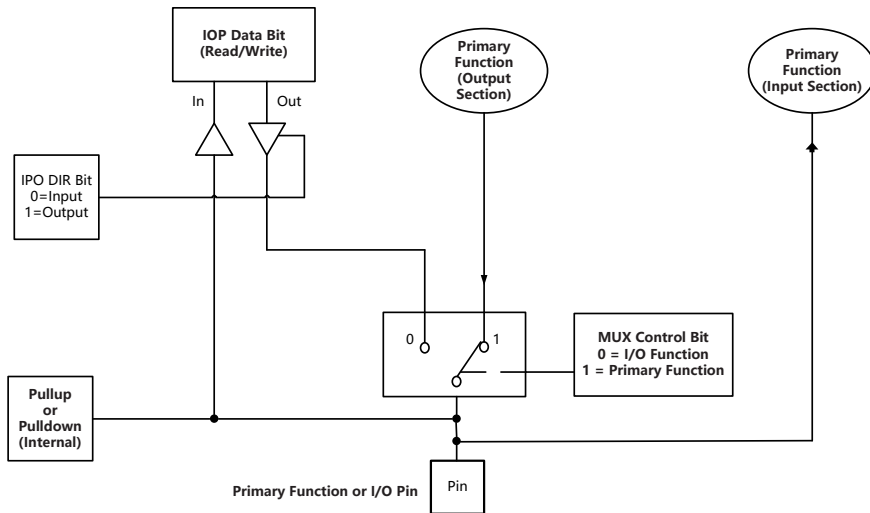 IOP Data Bit
(Read/Write)
Primary
Function
(Output
Section)
Primary
Function
(Input Section)
In
Out
IPO DIR Bit
0=Input
1=Output
0
1
MUX Control Bit
0 = I/O Function
1 = Primary Function
Pullup
or
Pulldown
(Internal)
Primary Function or I/O Pin
Pin